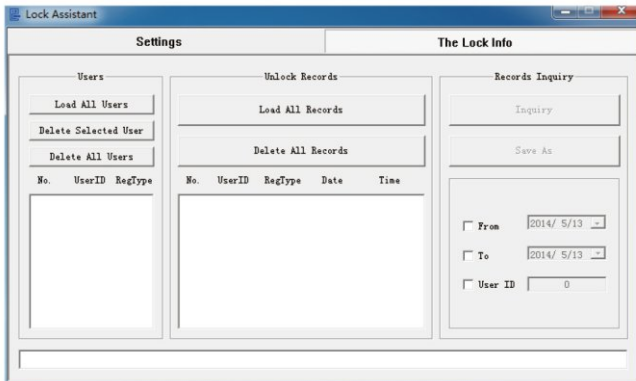 Lock Assistant
Settings
The Lock Info
Users
Load All Users
Delete Selected User
Delete All Users
No. UserID RegType
Unlock Records
Load All Records
Delete All Records
No. UserID RegType Date Time
Records Inquiry
Inquiry
Save As
From 2014/ 5/13
To 2014/ 5/13
User ID 0